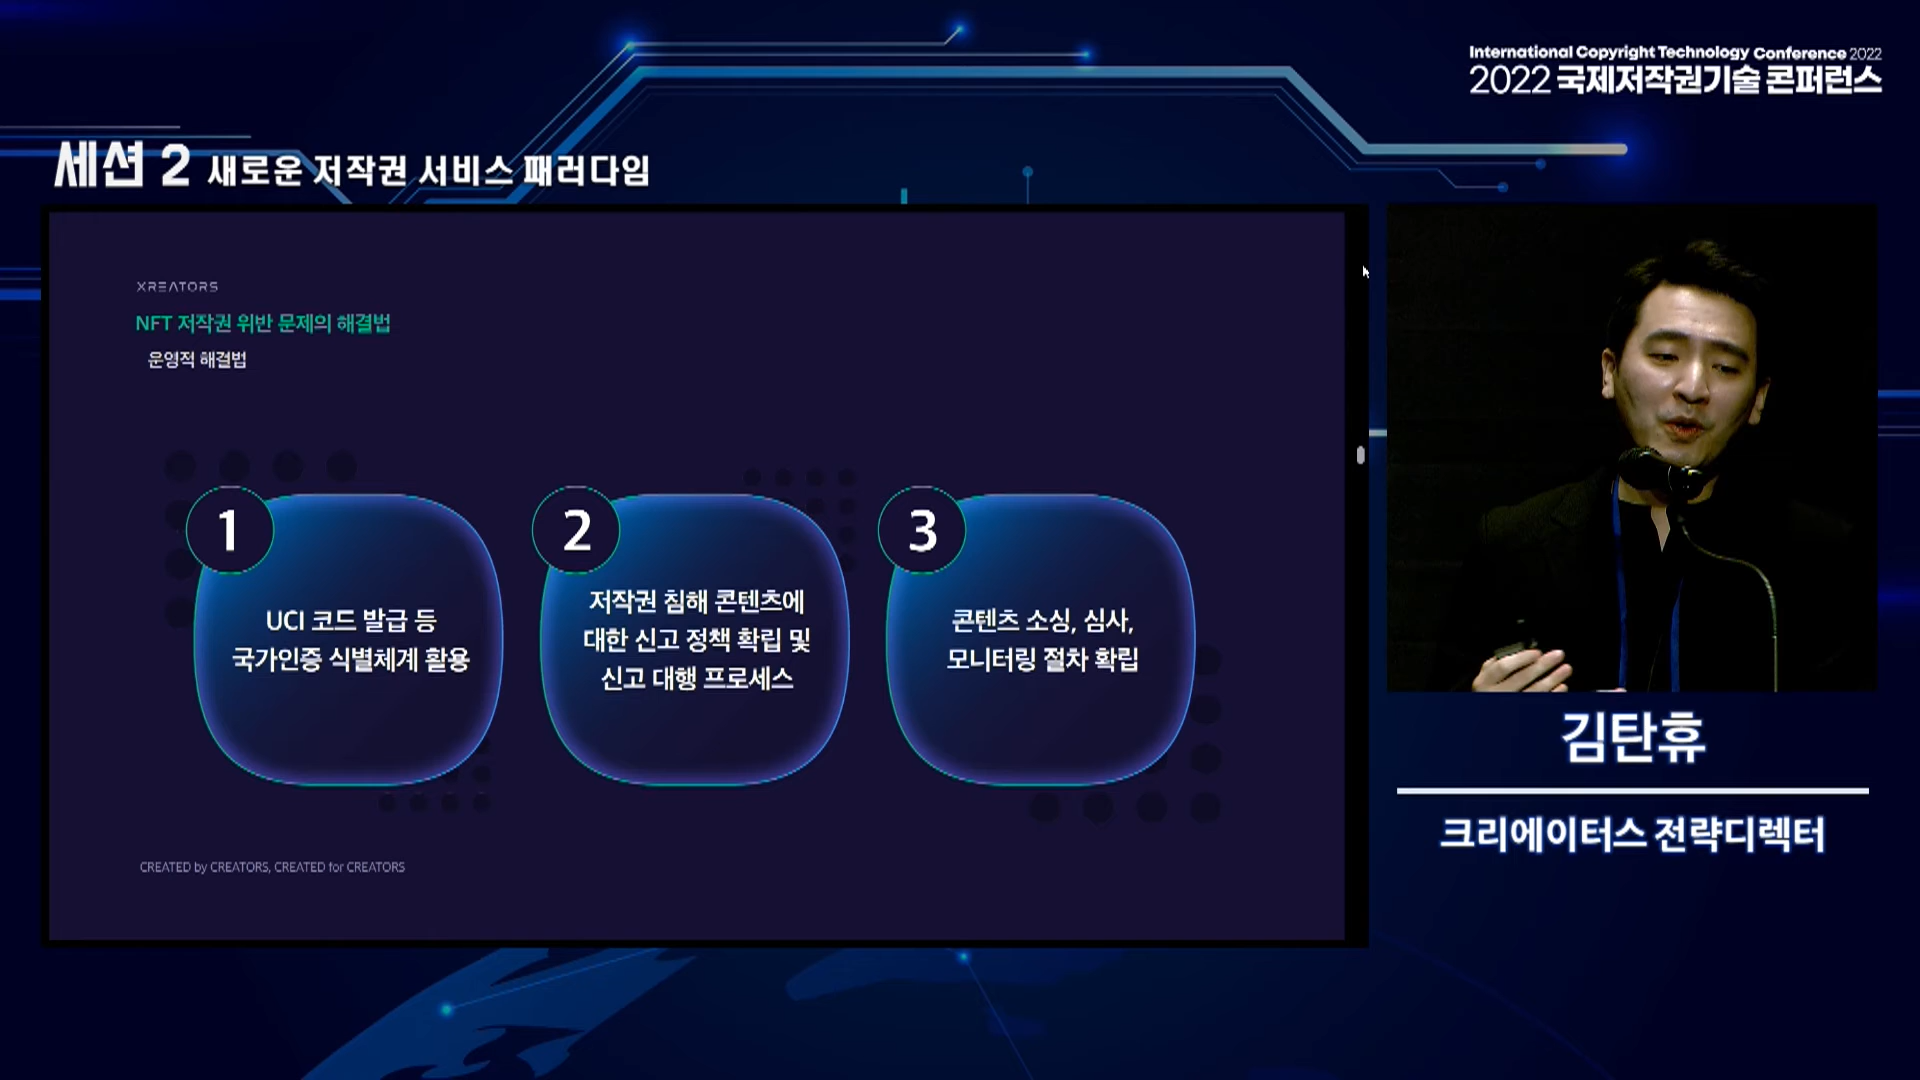 International Copyright Technology Conference 2022
2022 국제저작권기술 콘퍼런스
세션 2 새로운 저작권 서비스 패러다임
XREATORS
NFT 저작권 위반 문제의 해결법
운영적 해결법
1
UCI 코드 발급 등
국가인증 식별체계 활용
2
저작권 침해 콘텐츠에
대한 신고 정책 확립 및
신고 대행 프로세스
3
콘텐츠 소싱, 심사,
모니터링 절차 확립
CREATED by CREATORS, CREATED for CREATORS
김탄휴
크리에이터스 전략디렉터